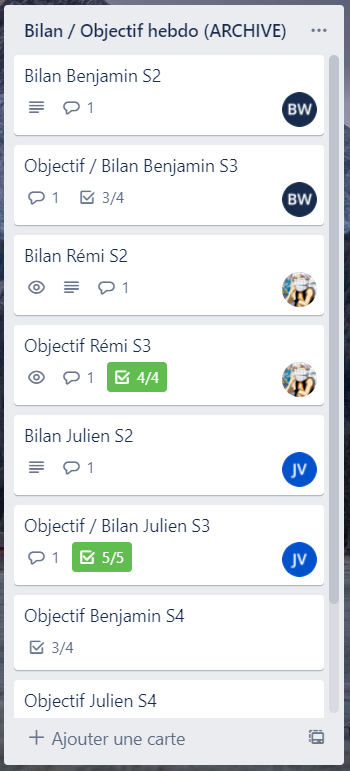 Bilan / Objectif hebdo (ARCHIVE)
Bilan Benjamin S2
1
BW
Objectif / Bilan Benjamin S3
1 3/4
BW
Bilan Rémi S2
1
Objectif Rémi S3
1 4/4
Bilan Julien S2
1
JV
Objectif / Bilan Julien S3
1 5/5
JV
Objectif Benjamin S4
3/4
Objectif Julien S4
+ Ajouter une carte